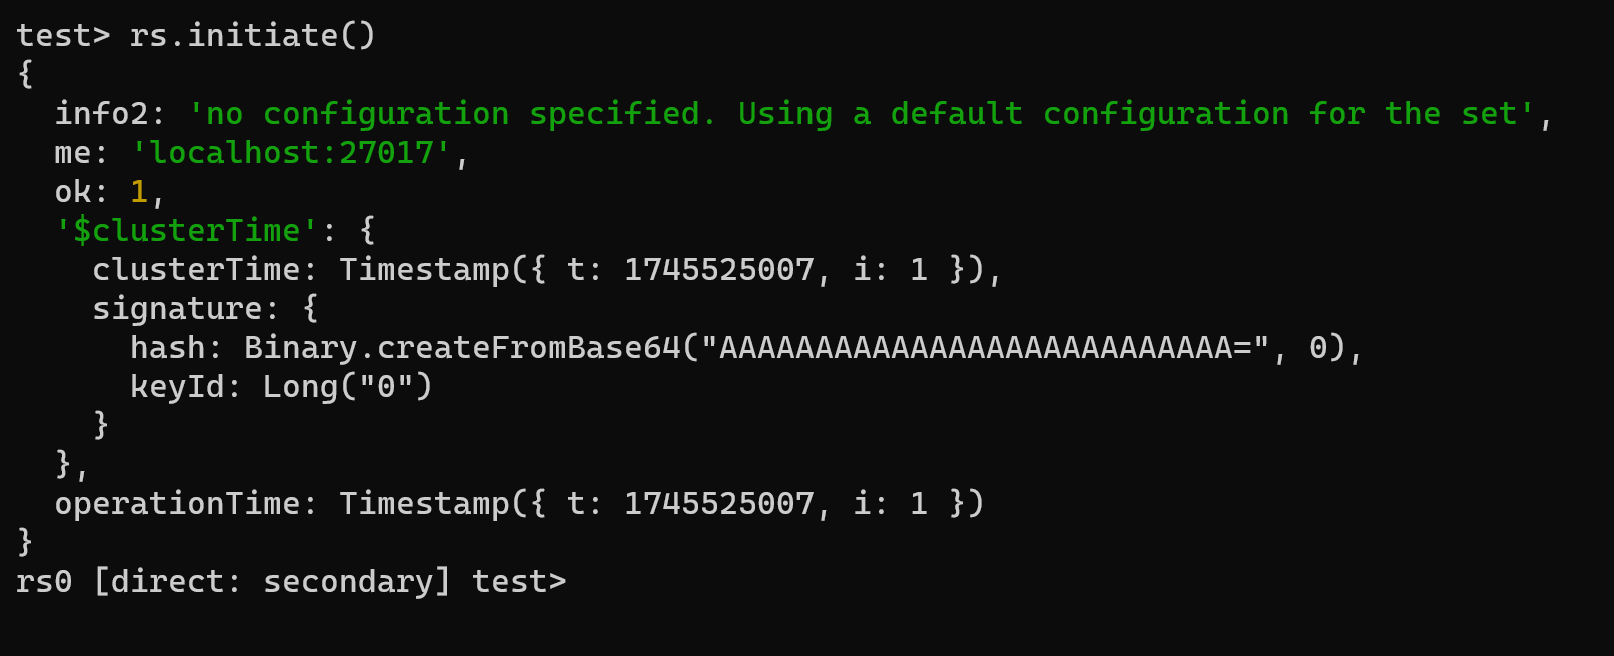 test> rs.initiate()
{
  info2: 'no configuration specified. Using a default configuration for the set',
  me: 'localhost:27017',
  ok: 1,
  '$clusterTime': {
    clusterTime: Timestamp({ t: 1745525007, i: 1 }),
    signature: {
      hash: Binary.createFromBase64("AAAAAAAAAAAAAAAAAAAAAAAAAAA=", 0),
      keyId: Long("0")
    }
  },
  operationTime: Timestamp({ t: 1745525007, i: 1 })
}
rs0 [direct: secondary] test>